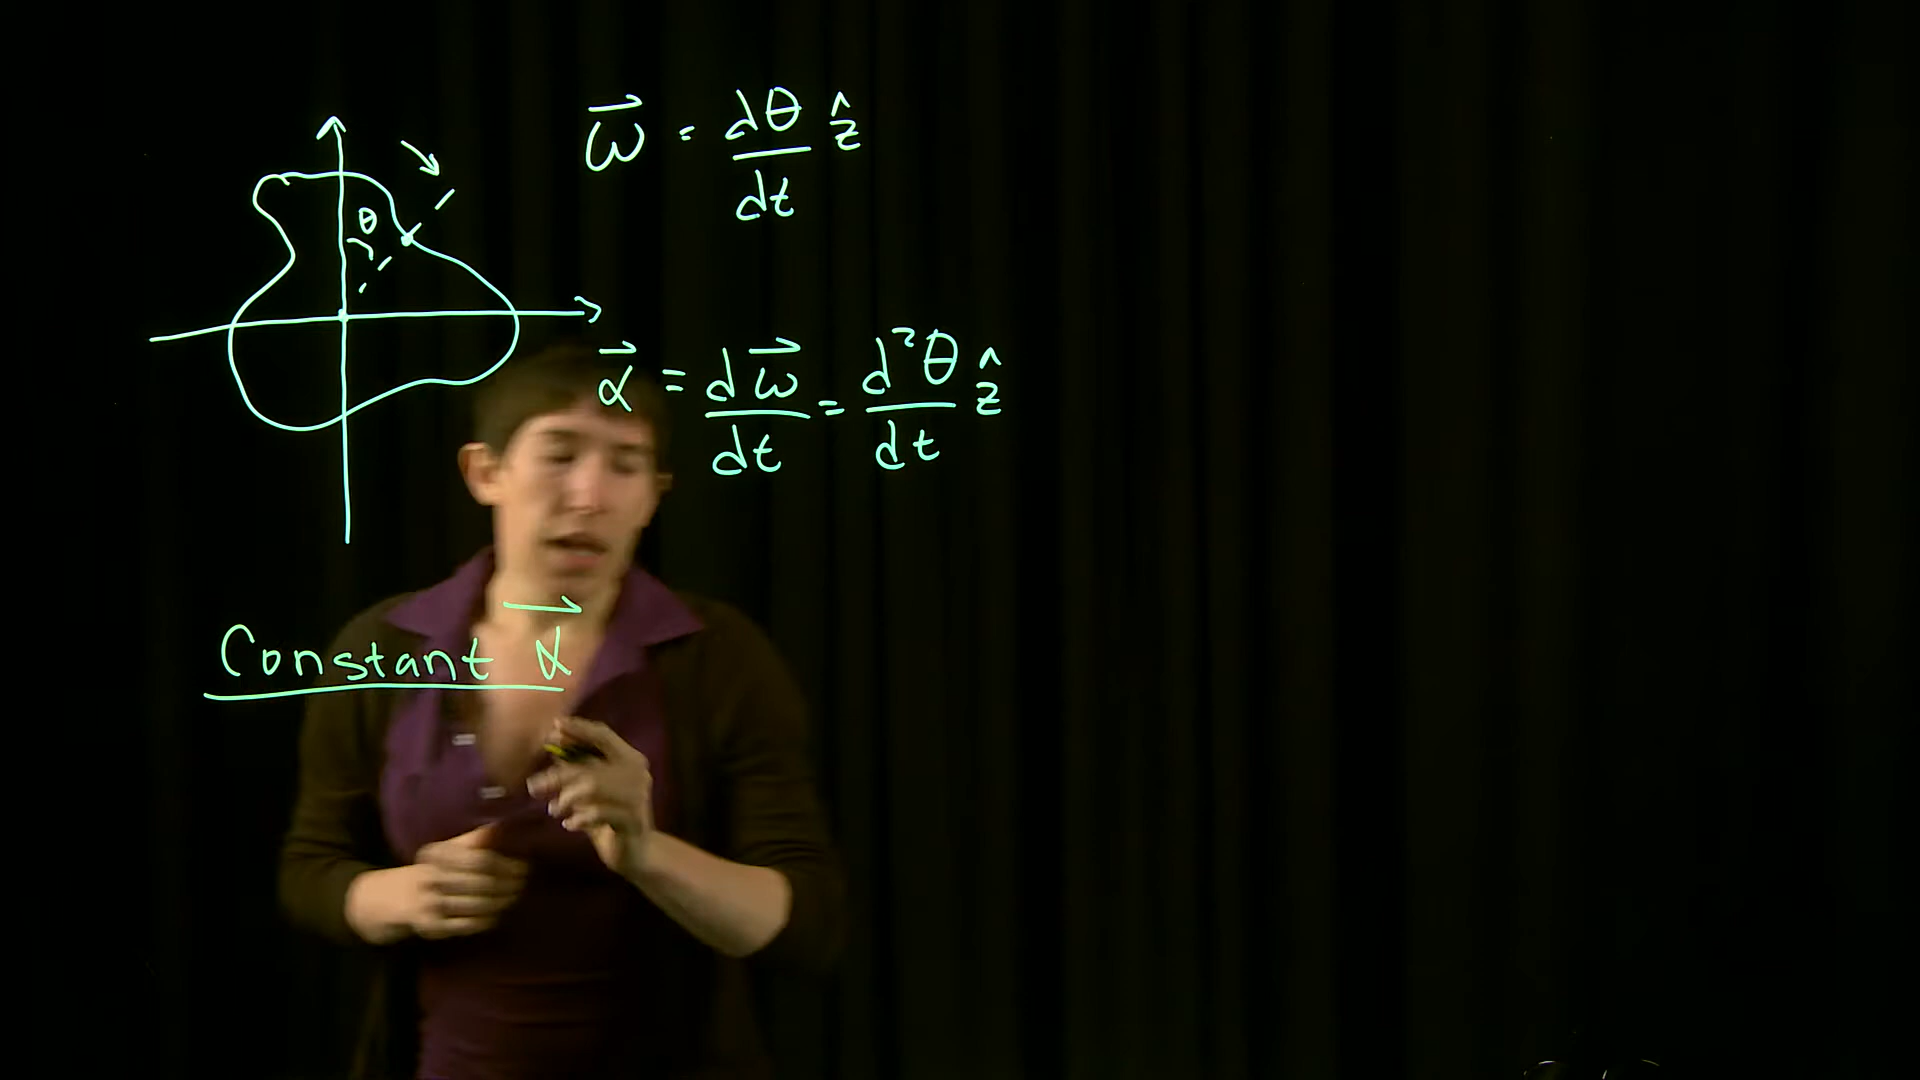 θ
ω⃗ = dθ/dt ẑ
α⃗ = dω⃗/dt = d²θ/dt ẑ
Constant α⃗